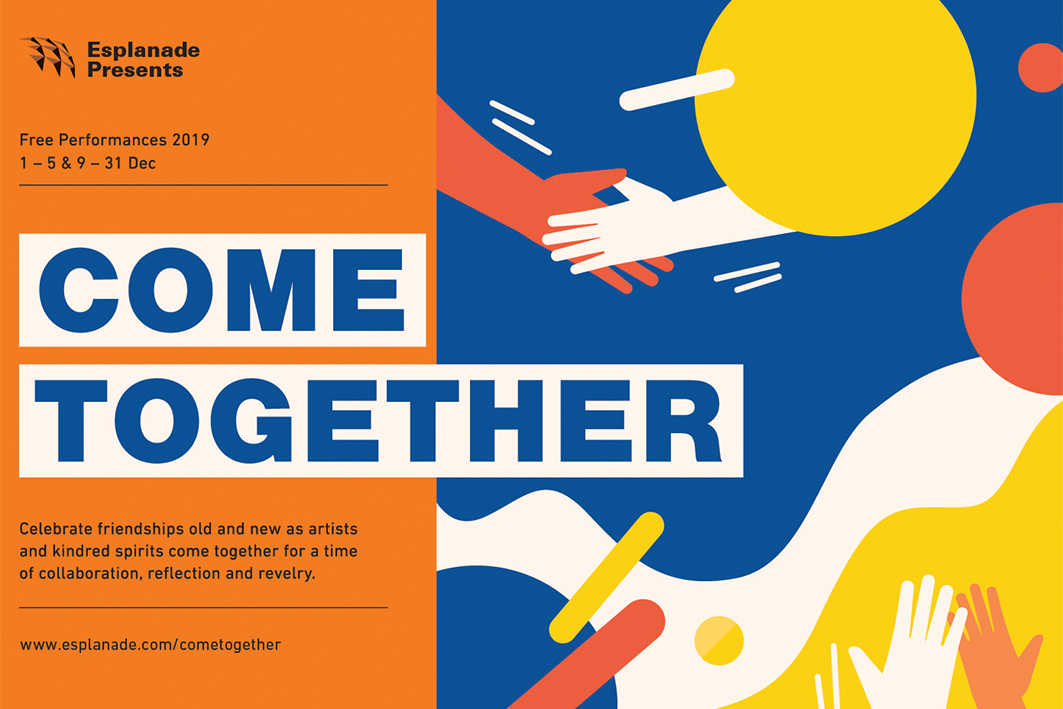 Esplanade
Presents
Free Performances 2019
1 – 5 & 9 – 31 Dec
COME
TOGETHER
Celebrate friendships old and new as artists
and kindred spirits come together for a time
of collaboration, reflection and revelry.
www.esplanade.com/cometogether